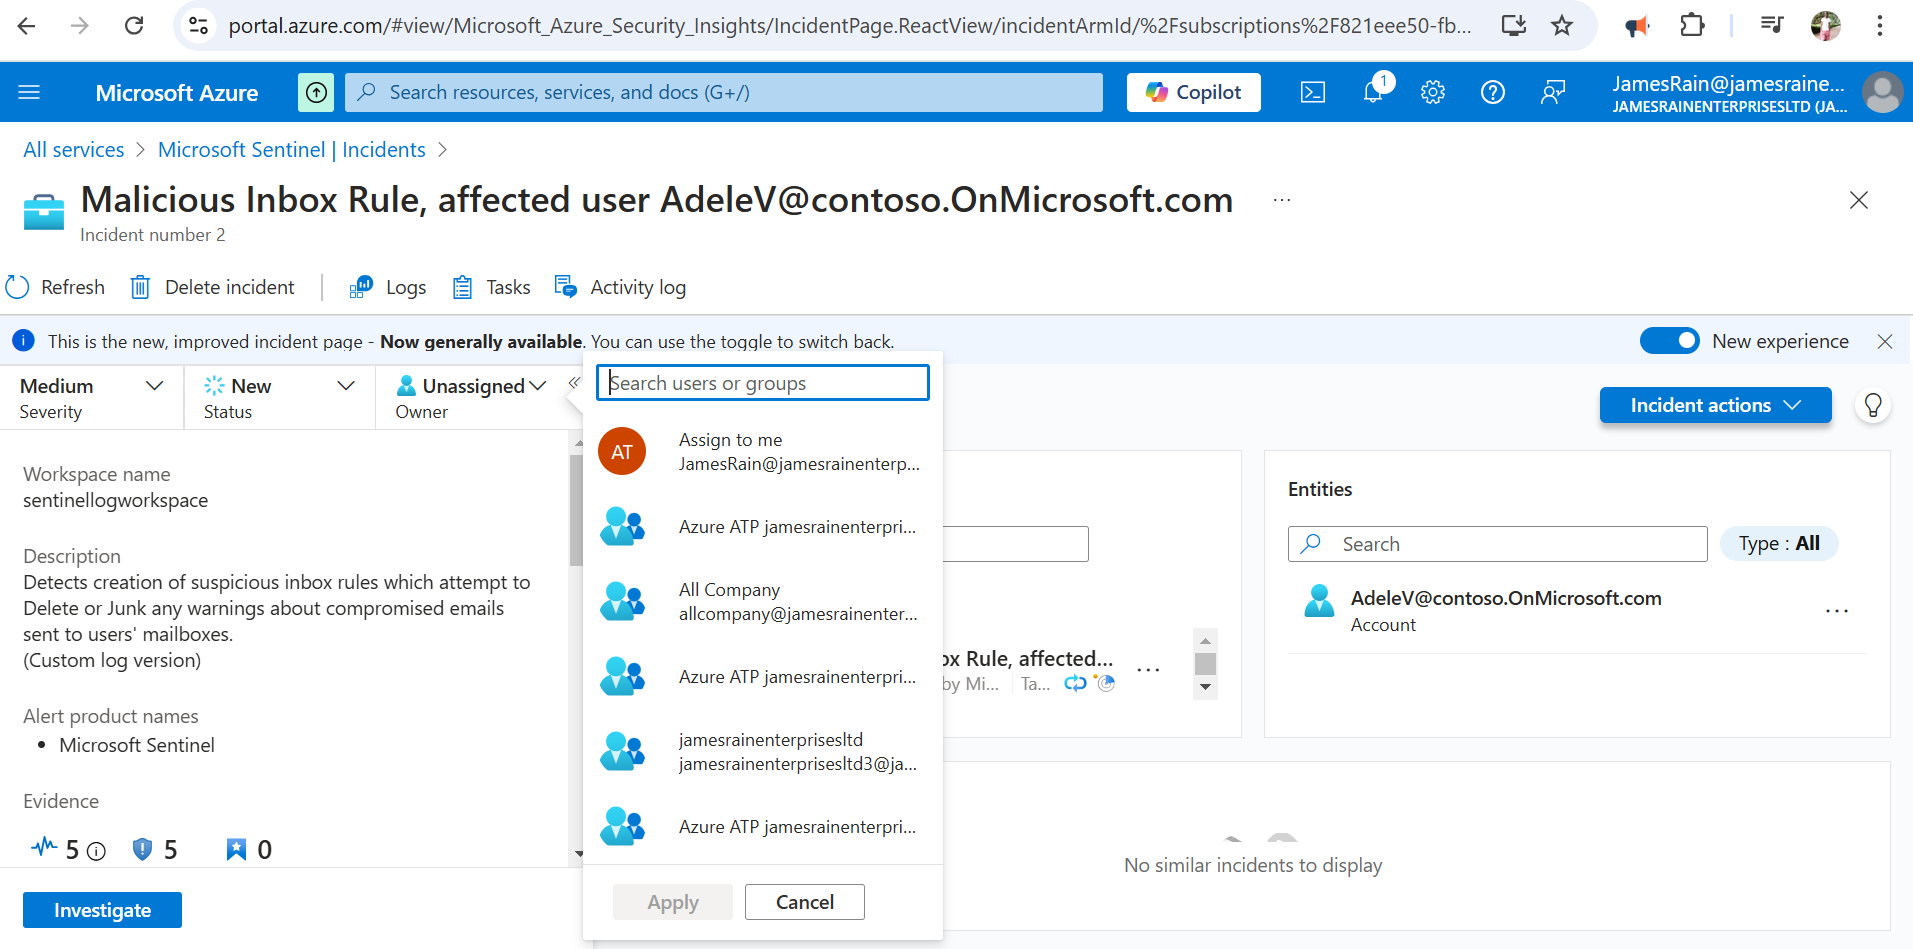 portal.azure.com/#view/Microsoft_Azure_Security_Insights/IncidentPage.ReactView/incidentArmId/%2Fsubscriptions%2F821eee50-fb...
Microsoft Azure
Search resources, services, and docs (G+/)
Copilot
1
JamesRain@jamesraine...
JAMESRAINENTERPRISESLTD (JA...
All services > Microsoft Sentinel | Incidents >
Malicious Inbox Rule, affected user AdeleV@contoso.OnMicrosoft.com ...
Incident number 2
Refresh Delete incident Logs Tasks Activity log
This is the new, improved incident page - Now generally available. You can use the toggle to switch back.
New experience
Medium
Severity
New
Status
Unassigned
Owner
Workspace name
sentinellogworkspace
Description
Detects creation of suspicious inbox rules which attempt to
Delete or Junk any warnings about compromised emails
sent to users' mailboxes.
(Custom log version)
Alert product names
• Microsoft Sentinel
Evidence
5 5 0
Investigate
Search users or groups
AT
Assign to me
JamesRain@jamesrainenterp...
Azure ATP jamesrainenterpri...
All Company
allcompany@jamesrainenter...
Azure ATP jamesrainenterpri...
jamesrainenterprisesltd
jamesrainenterprisesltd3@ja...
Azure ATP jamesrainenterpri...
Apply Cancel
Incident actions
ox Rule, affected... ...
by Mi... Ta...
Entities
Search
Type : All
AdeleV@contoso.OnMicrosoft.com
Account
...
No similar incidents to display